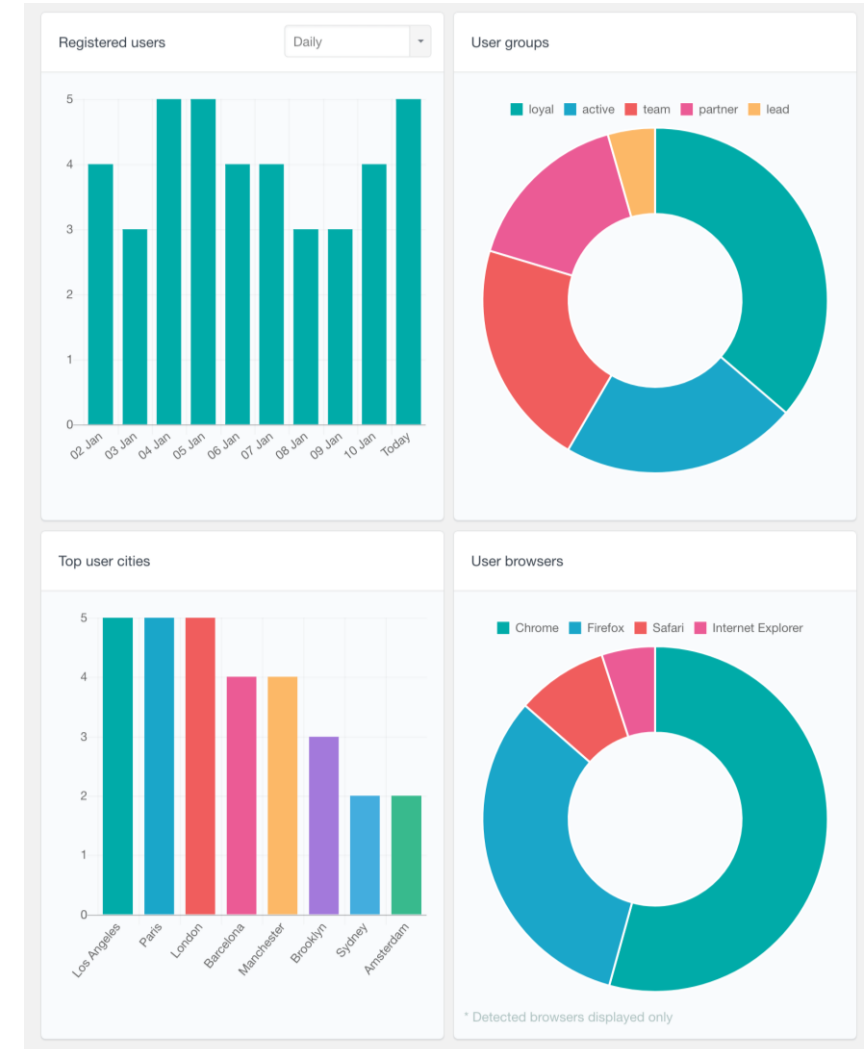 Registered users
Daily
5
4
3
2
1
0
02 Jan
03 Jan
04 Jan
05 Jan
06 Jan
07 Jan
08 Jan
09 Jan
10 Jan
Today
User groups
loyal active team partner lead
Top user cities
5
4
3
2
1
0
Los Angeles
Paris
London
Barcelona
Manchester
Brooklyn
Sydney
Amsterdam
User browsers
Chrome Firefox Safari Internet Explorer
* Detected browsers displayed only